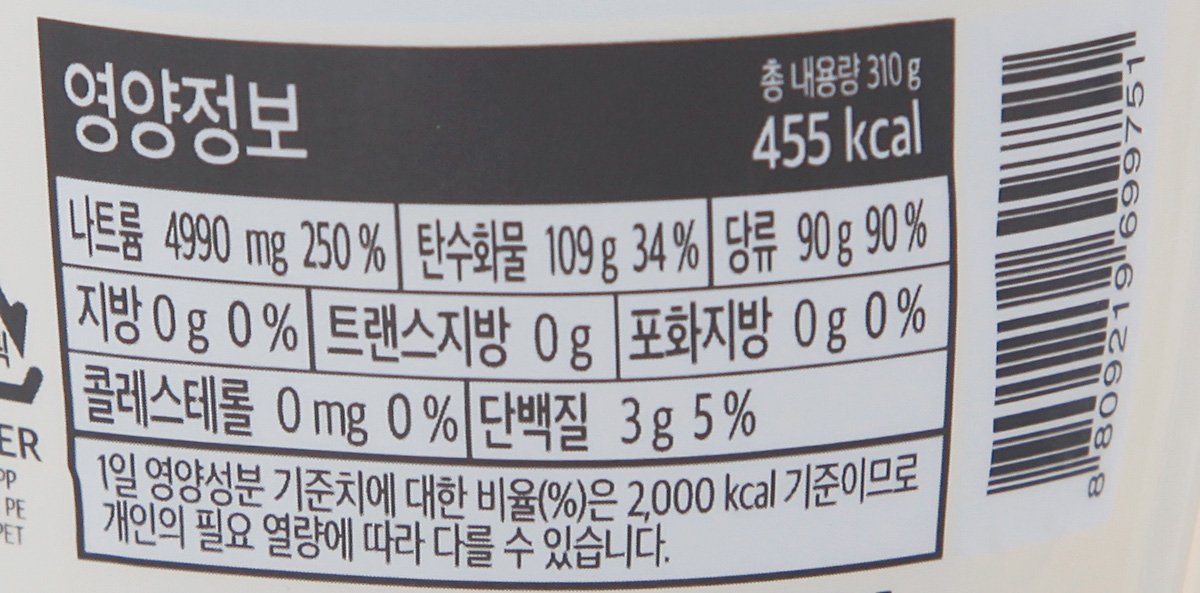 영양정보
총 내용량 310 g
455 kcal
나트륨 4990 mg 250 % 탄수화물 109 g 34 % 당류 90 g 90 %
지방 0 g 0 % 트랜스지방 0 g 포화지방 0 g 0 %
콜레스테롤 0 mg 0 % 단백질 3 g 5 %
1일 영양성분 기준치에 대한 비율(%)은 2,000 kcal 기준이므로
개인의 필요 열량에 따라 다를 수 있습니다.
8 809219 699751
ER
PP
PE
PET